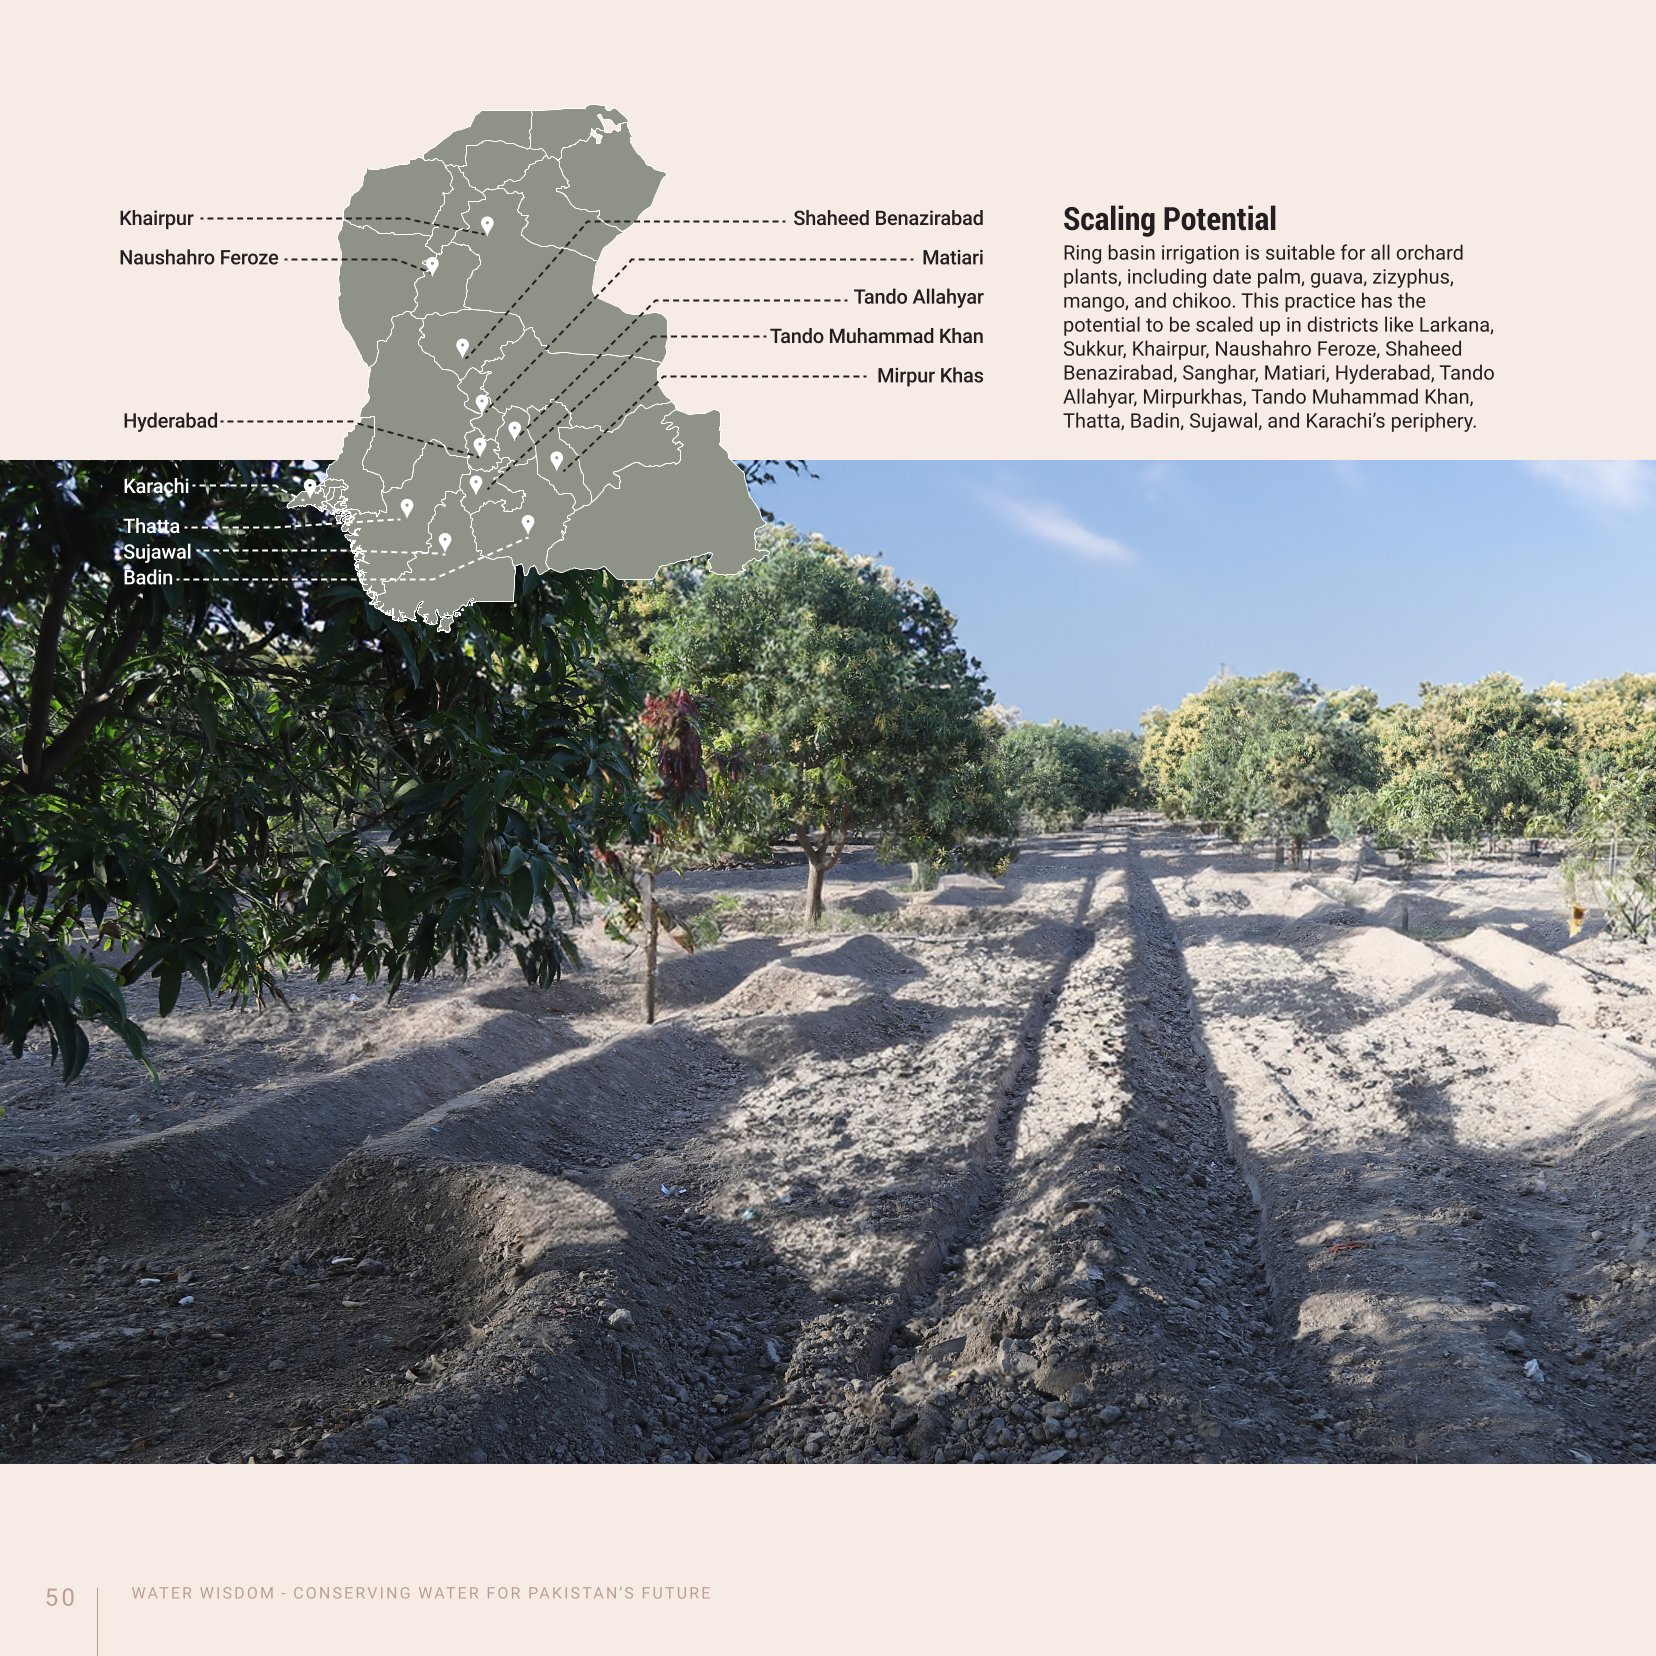 Khairpur
Naushahro Feroze
Hyderabad
Karachi
Thatta
Sujawal
Badin
Shaheed Benazirabad
Matiari
Tando Allahyar
Tando Muhammad Khan
Mirpur Khas
Scaling Potential
Ring basin irrigation is suitable for all orchard
plants, including date palm, guava, zizyphus,
mango, and chikoo. This practice has the
potential to be scaled up in districts like Larkana,
Sukkur, Khairpur, Naushahro Feroze, Shaheed
Benazirabad, Sanghar, Matiari, Hyderabad, Tando
Allahyar, Mirpurkhas, Tando Muhammad Khan,
Thatta, Badin, Sujawal, and Karachi’s periphery.
50
WATER WISDOM - CONSERVING WATER FOR PAKISTAN’S FUTURE